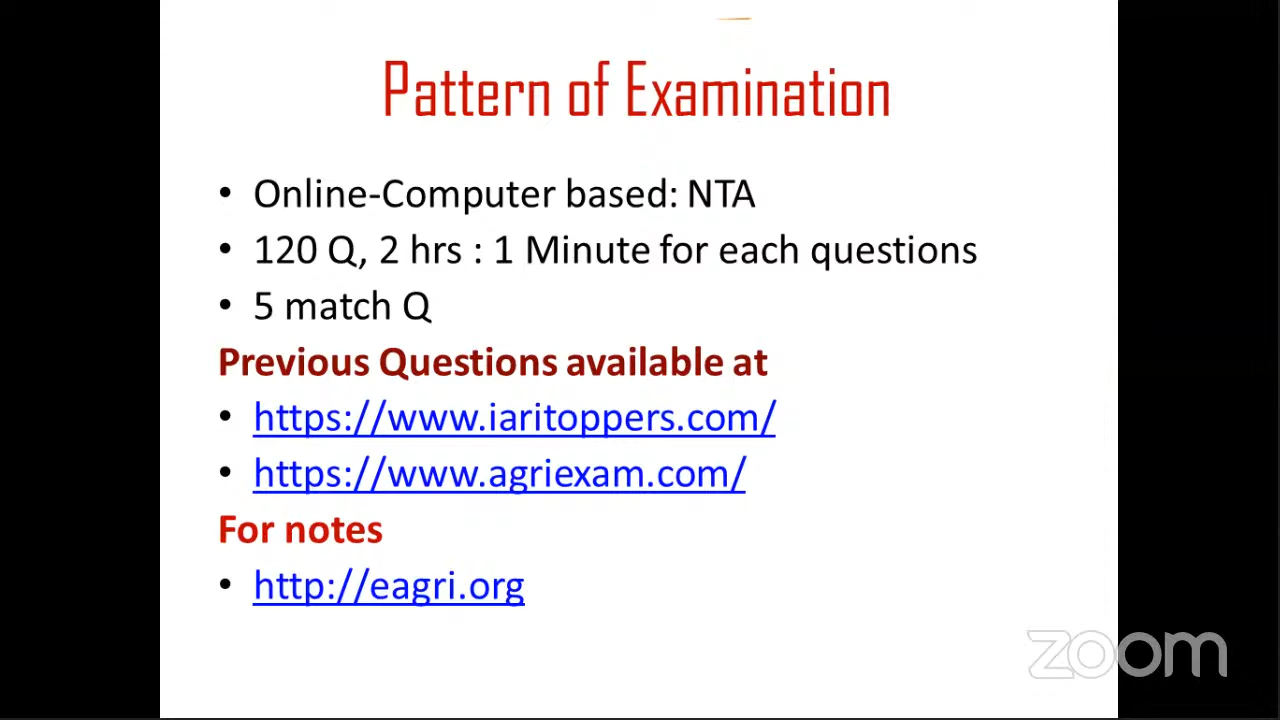 Pattern of Examination
• Online-Computer based: NTA
• 120 Q, 2 hrs : 1 Minute for each questions
• 5 match Q
Previous Questions available at
• https://www.iaritoppers.com/
• https://www.agriexam.com/
For notes
• http://eagri.org
zoom